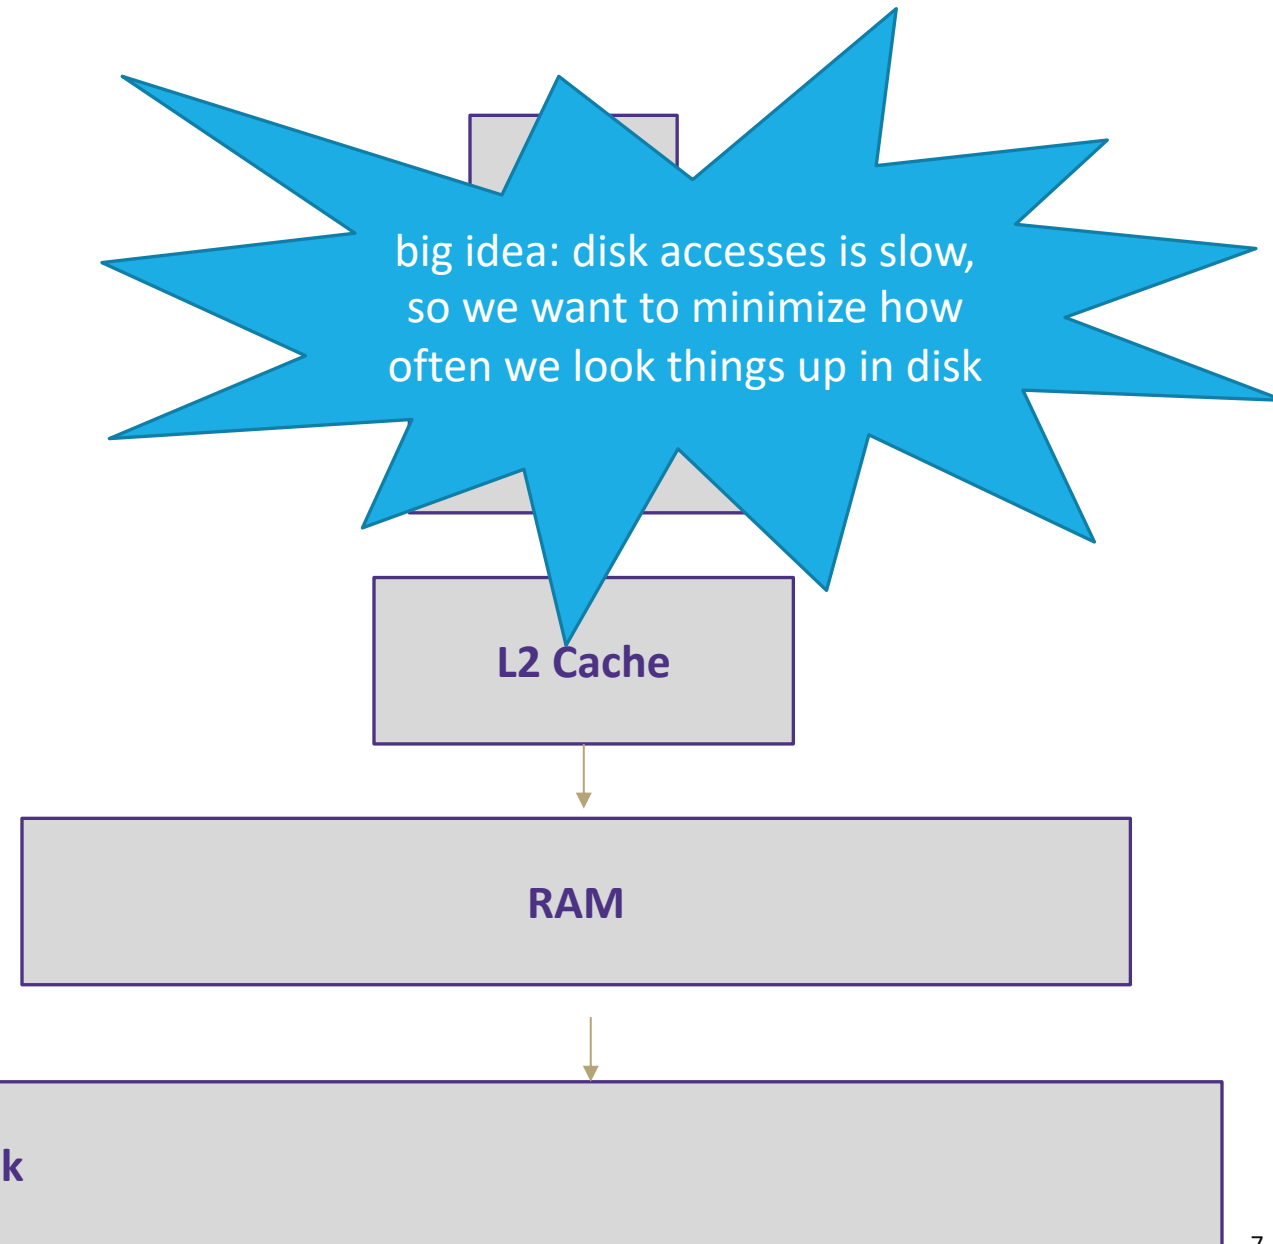 big idea: disk accesses is slow,
so we want to minimize how
often we look things up in disk
L2 Cache
RAM
k